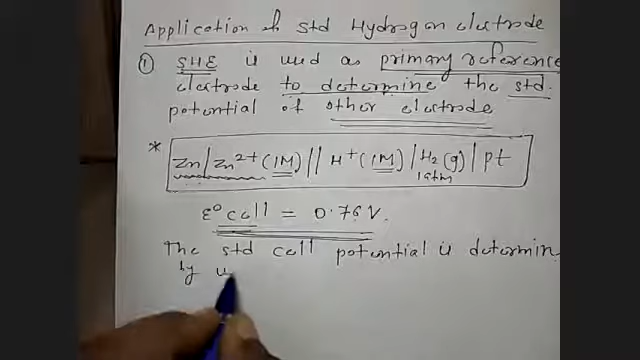 Application of std Hydrogen electrode
① SHE is used as primary reference
electrode to determine the std.
potential of other electrode
* Zn | Zn²⁺ (1M) || H⁺ (1M) | H₂ (g) | pt
1atm
E⁰ cell = 0.76 V.
The std cell potential is determin
by u